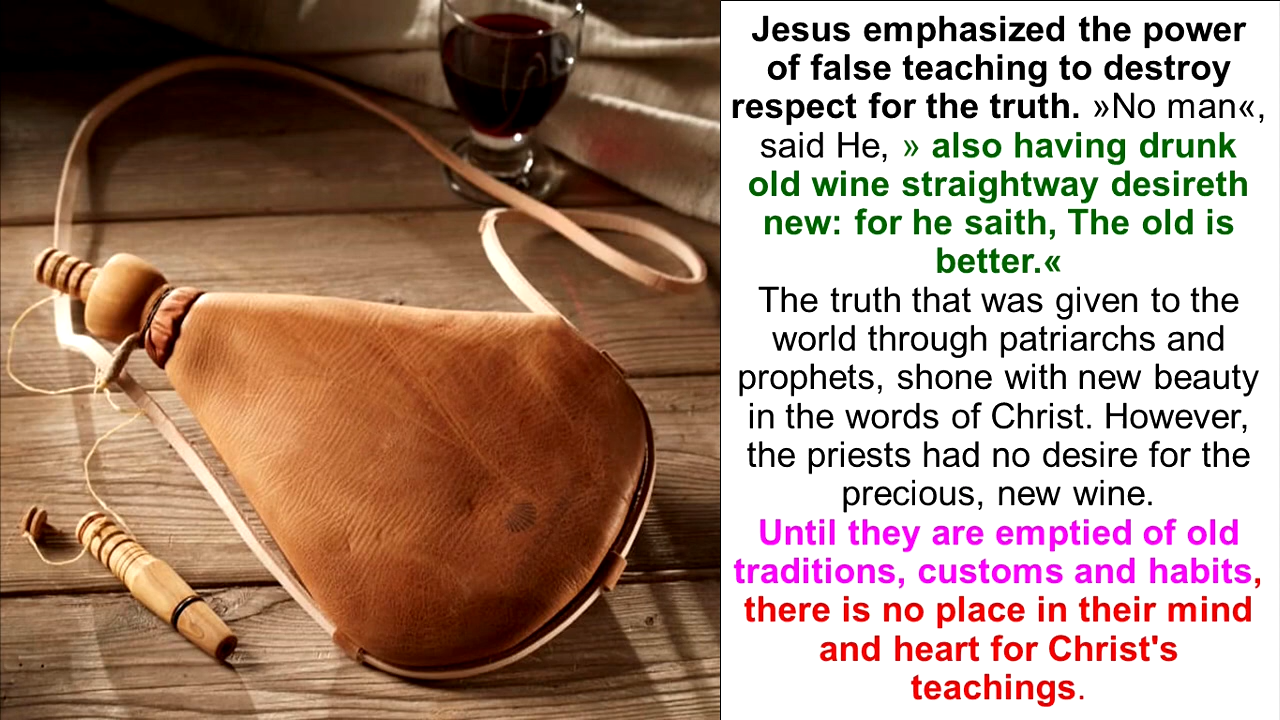 Jesus emphasized the power
of false teaching to destroy
respect for the truth. »No man«,
said He, » also having drunk
old wine straightway desireth
new: for he saith, The old is
better.«
The truth that was given to the
world through patriarchs and
prophets, shone with new beauty
in the words of Christ. However,
the priests had no desire for the
precious, new wine.
Until they are emptied of old
traditions, customs and habits,
there is no place in their mind
and heart for Christ's
teachings.